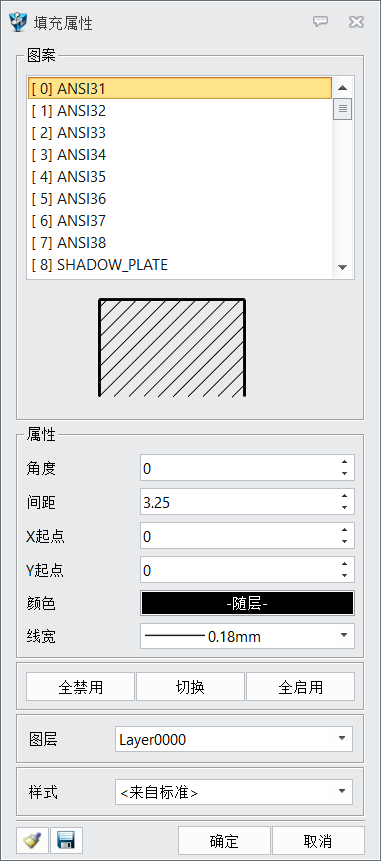 填充属性
图案
[ 0] ANSI31
[ 1] ANSI32
[ 2] ANSI33
[ 3] ANSI34
[ 4] ANSI35
[ 5] ANSI36
[ 6] ANSI37
[ 7] ANSI38
[ 8] SHADOW_PLATE
属性
角度 0
间距 3.25
X起点 0
Y起点 0
颜色 -随层-
线宽 0.18mm
全禁用 切换 全启用
图层 Layer0000
样式 <来自标准>
确定 取消